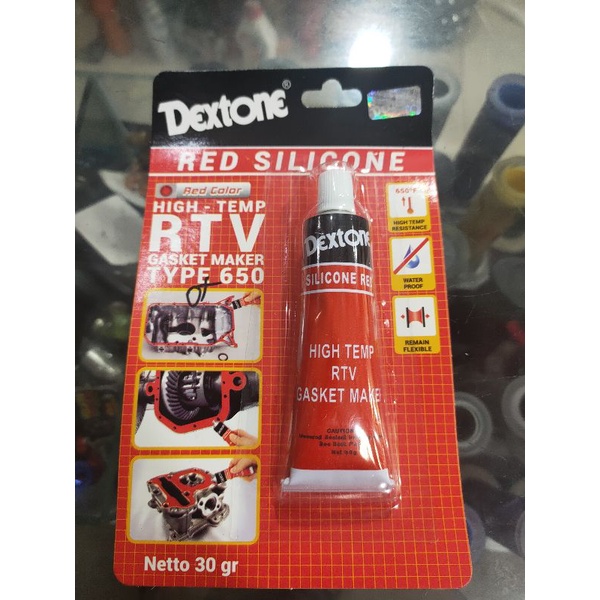 Dextone®
RED SILICONE
Red Color
HIGH - TEMP
RTV
GASKET MAKER
TYPE 650
650°F
HIGH TEMP
RESISTANCE
WATER
PROOF
REMAIN
FLEXIBLE
Dextone
SILICONE RED
HIGH TEMP
RTV
GASKET MAKE
CAUTION
Netto 30 gr